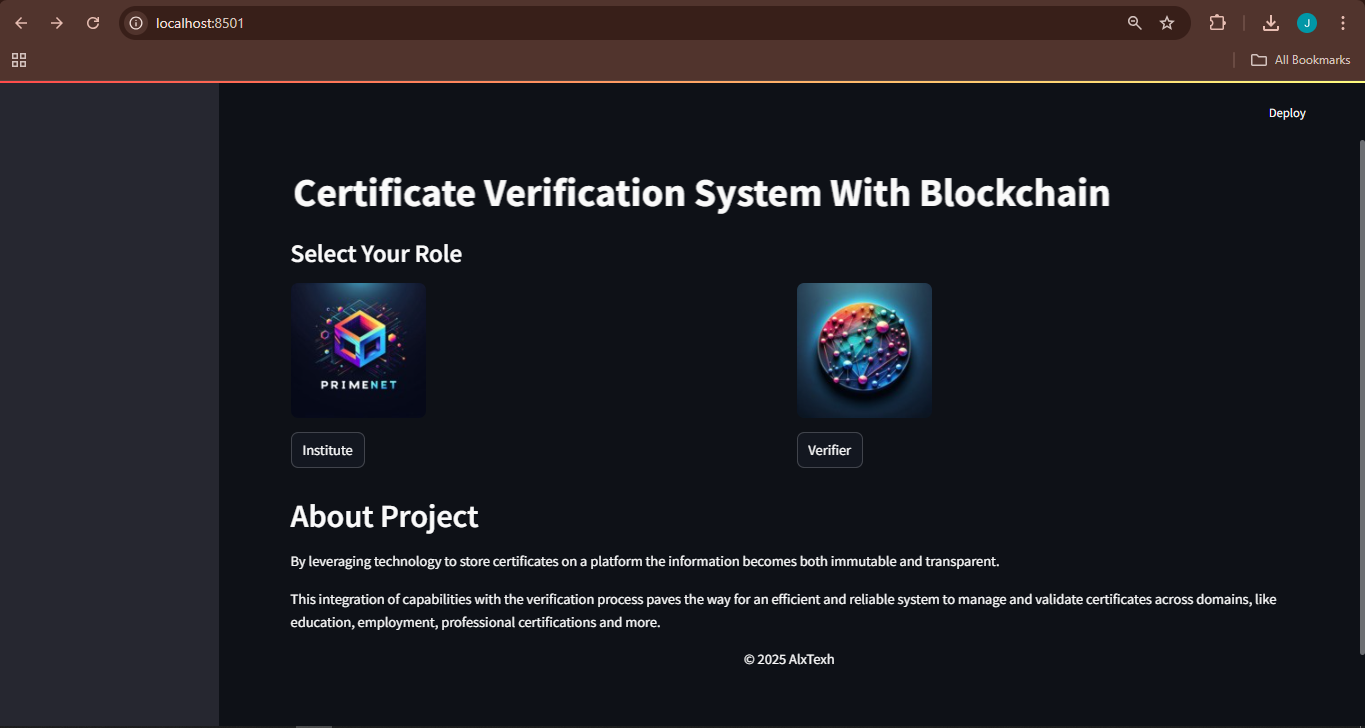 localhost:8501
J
All Bookmarks
Deploy
Certificate Verification System With Blockchain
Select Your Role
PRIMENET
Institute
Verifier
About Project
By leveraging technology to store certificates on a platform the information becomes both immutable and transparent.
This integration of capabilities with the verification process paves the way for an efficient and reliable system to manage and validate certificates across domains, like
education, employment, professional certifications and more.
© 2025 AlxTexh